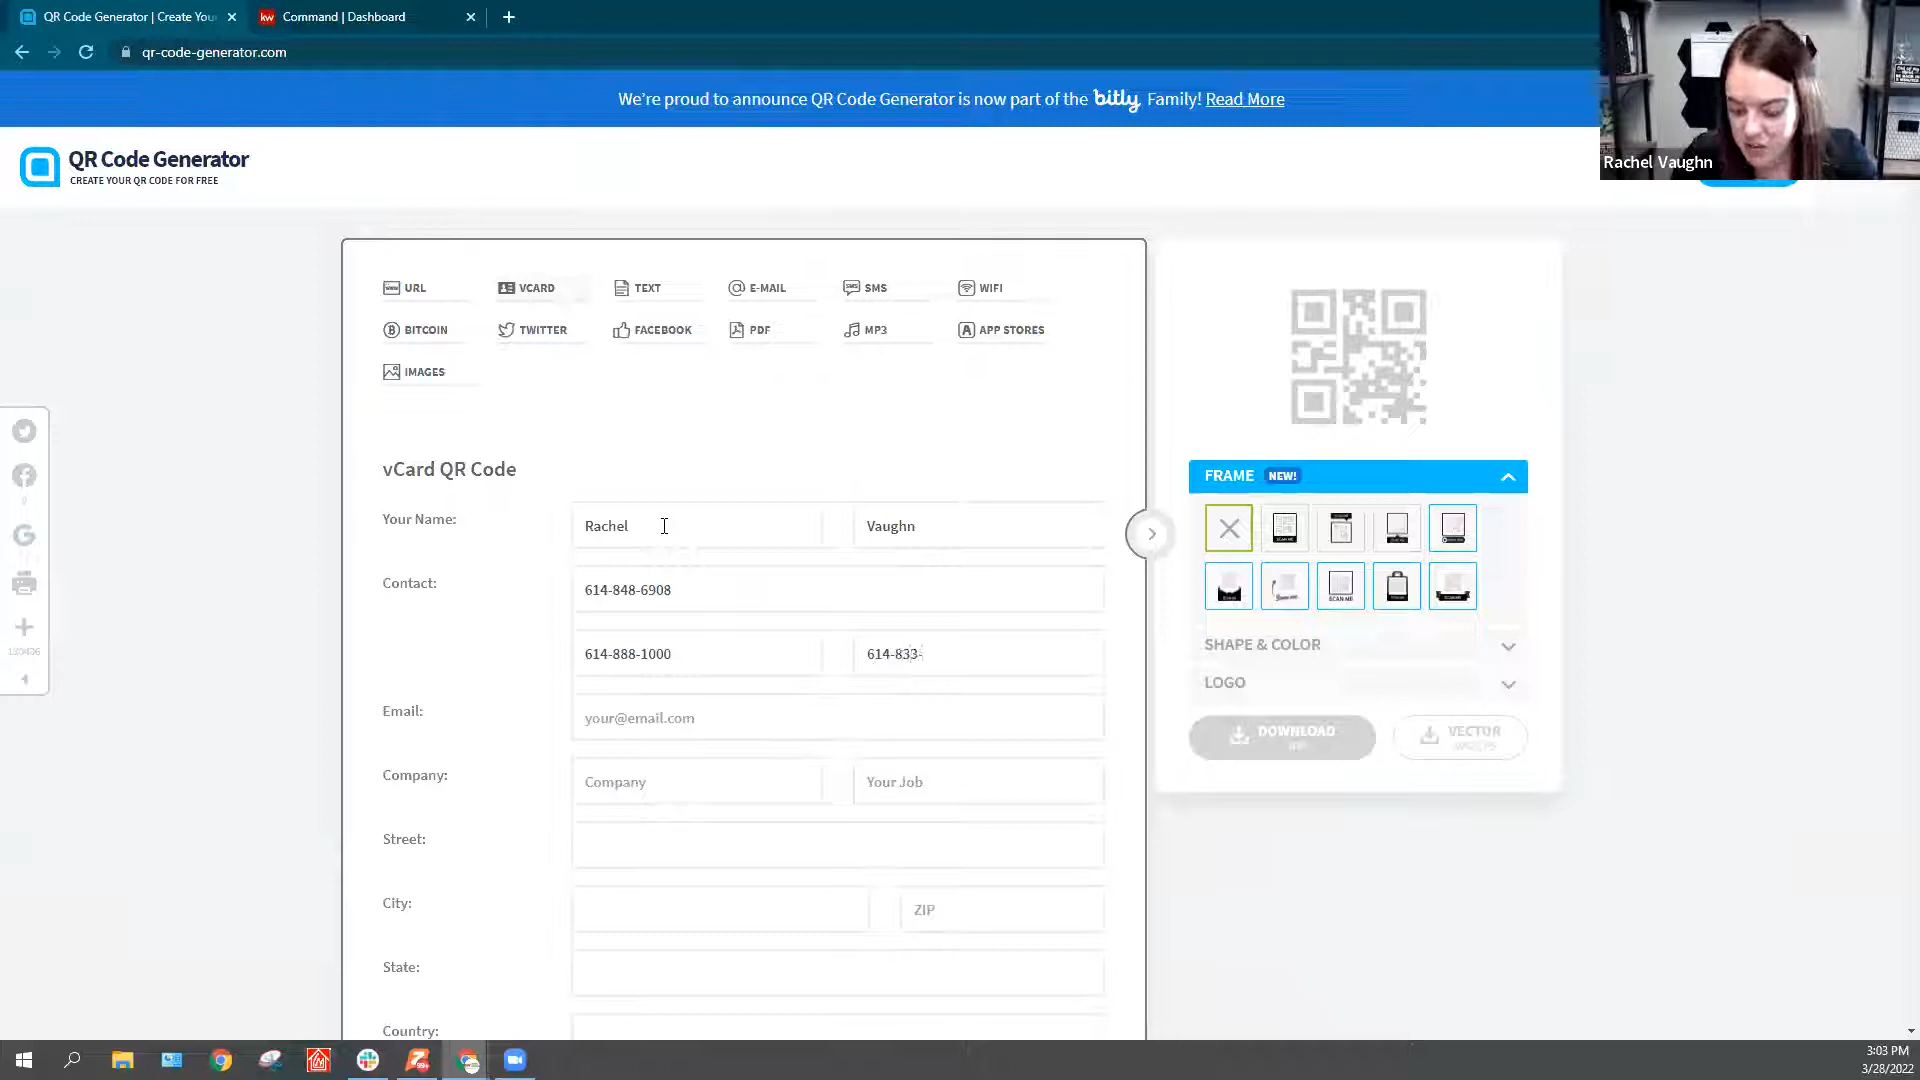 QR Code Generator | Create You
Command | Dashboard
qr-code-generator.com
We're proud to announce QR Code Generator is now part of the bitly Family! Read More
QR Code Generator
CREATE YOUR QR CODE FOR FREE
Rachel Vaughn
URL
VCARD
TEXT
E-MAIL
SMS
WIFI
BITCOIN
TWITTER
FACEBOOK
PDF
MP3
APP STORES
IMAGES
vCard QR Code
Your Name:
Rachel
Vaughn
Contact:
614-848-6908
614-888-1000
614-833-
Email:
your@email.com
Company:
Company
Your Job
Street:
City:
ZIP
State:
Country:
FRAME NEW!
SHAPE & COLOR
LOGO
DOWNLOAD
VECTOR
3:03 PM
3/28/2022